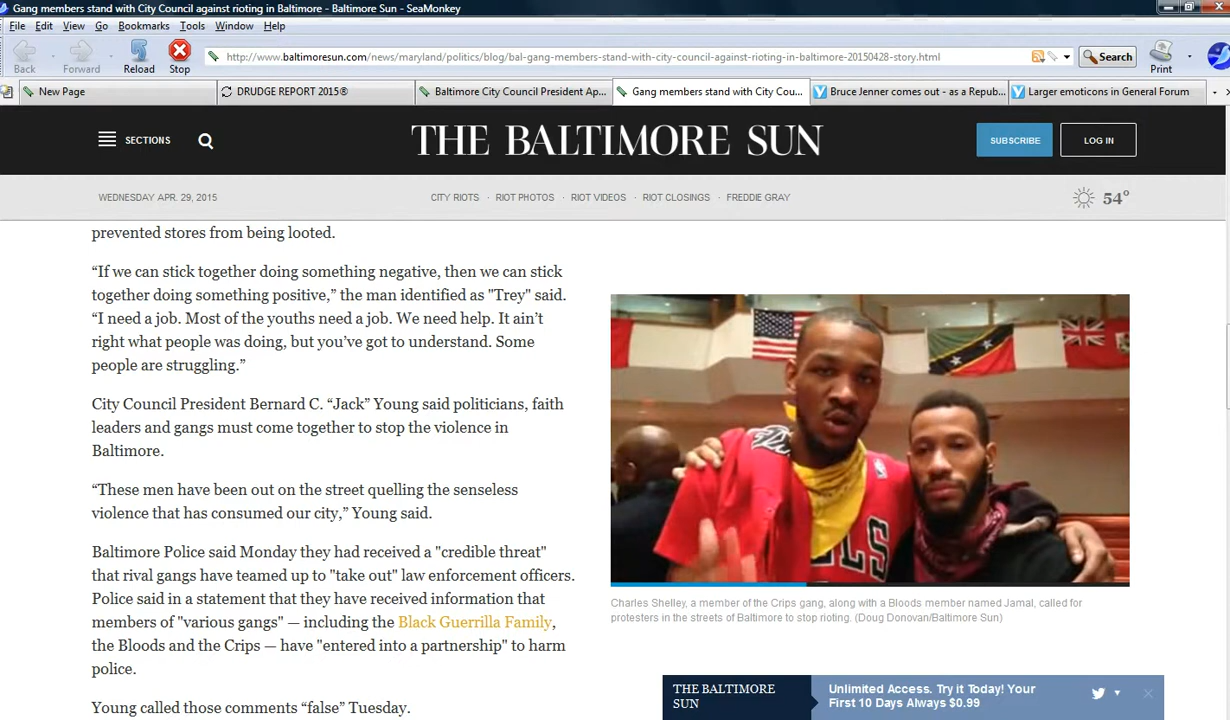 Gang members stand with City Council against rioting in Baltimore - Baltimore Sun - SeaMonkey
File Edit View Go Bookmarks Tools Window Help
Back Forward Reload Stop
http://www.baltimoresun.com/news/maryland/politics/blog/bal-gang-members-stand-with-city-council-against-rioting-in-baltimore-20150428-story.html
Search
Print
New Page
DRUDGE REPORT 2015®
Baltimore City Council President Ap...
Gang members stand with City Cou...
Bruce Jenner comes out - as a Repub...
Larger emoticons in General Forum
SECTIONS
THE BALTIMORE SUN
SUBSCRIBE
LOG IN
WEDNESDAY APR. 29, 2015
CITY RIOTS · RIOT PHOTOS · RIOT VIDEOS · RIOT CLOSINGS · FREDDIE GRAY
54°
prevented stores from being looted.
“If we can stick together doing something negative, then we can stick
together doing something positive,” the man identified as "Trey" said.
“I need a job. Most of the youths need a job. We need help. It ain’t
right what people was doing, but you’ve got to understand. Some
people are struggling.”
City Council President Bernard C. “Jack” Young said politicians, faith
leaders and gangs must come together to stop the violence in
Baltimore.
“These men have been out on the street quelling the senseless
violence that has consumed our city,” Young said.
Baltimore Police said Monday they had received a "credible threat"
that rival gangs have teamed up to "take out" law enforcement officers.
Police said in a statement that they have received information that
members of "various gangs" — including the Black Guerrilla Family,
the Bloods and the Crips — have "entered into a partnership" to harm
police.
Young called those comments “false” Tuesday.
LLS
Charles Shelley, a member of the Crips gang, along with a Bloods member named Jamal, called for
protesters in the streets of Baltimore to stop rioting. (Doug Donovan/Baltimore Sun)
THE BALTIMORE
SUN
Unlimited Access. Try it Today! Your
First 10 Days Always $0.99